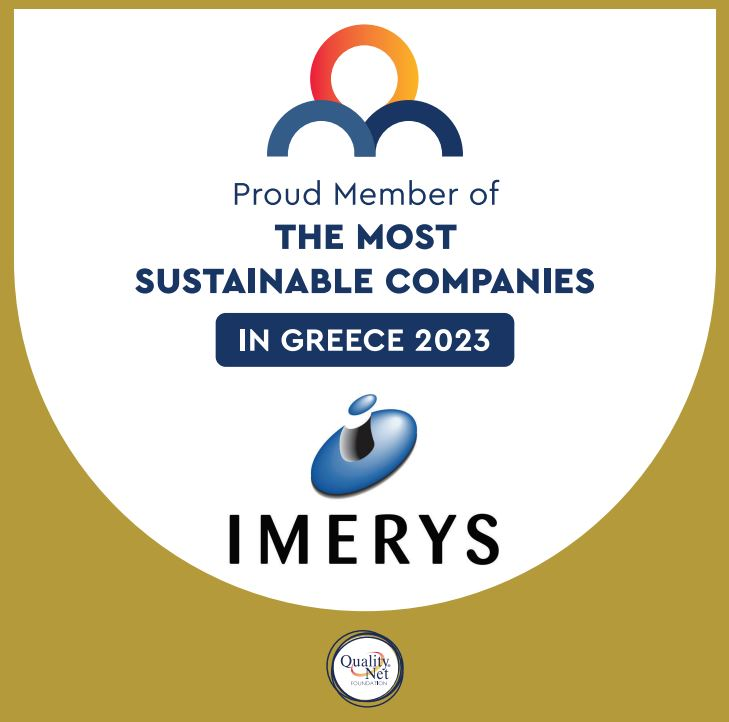 Proud Member of
THE MOST
SUSTAINABLE COMPANIES
IN GREECE 2023
IMERYS
Quality
Net
FOUNDATION